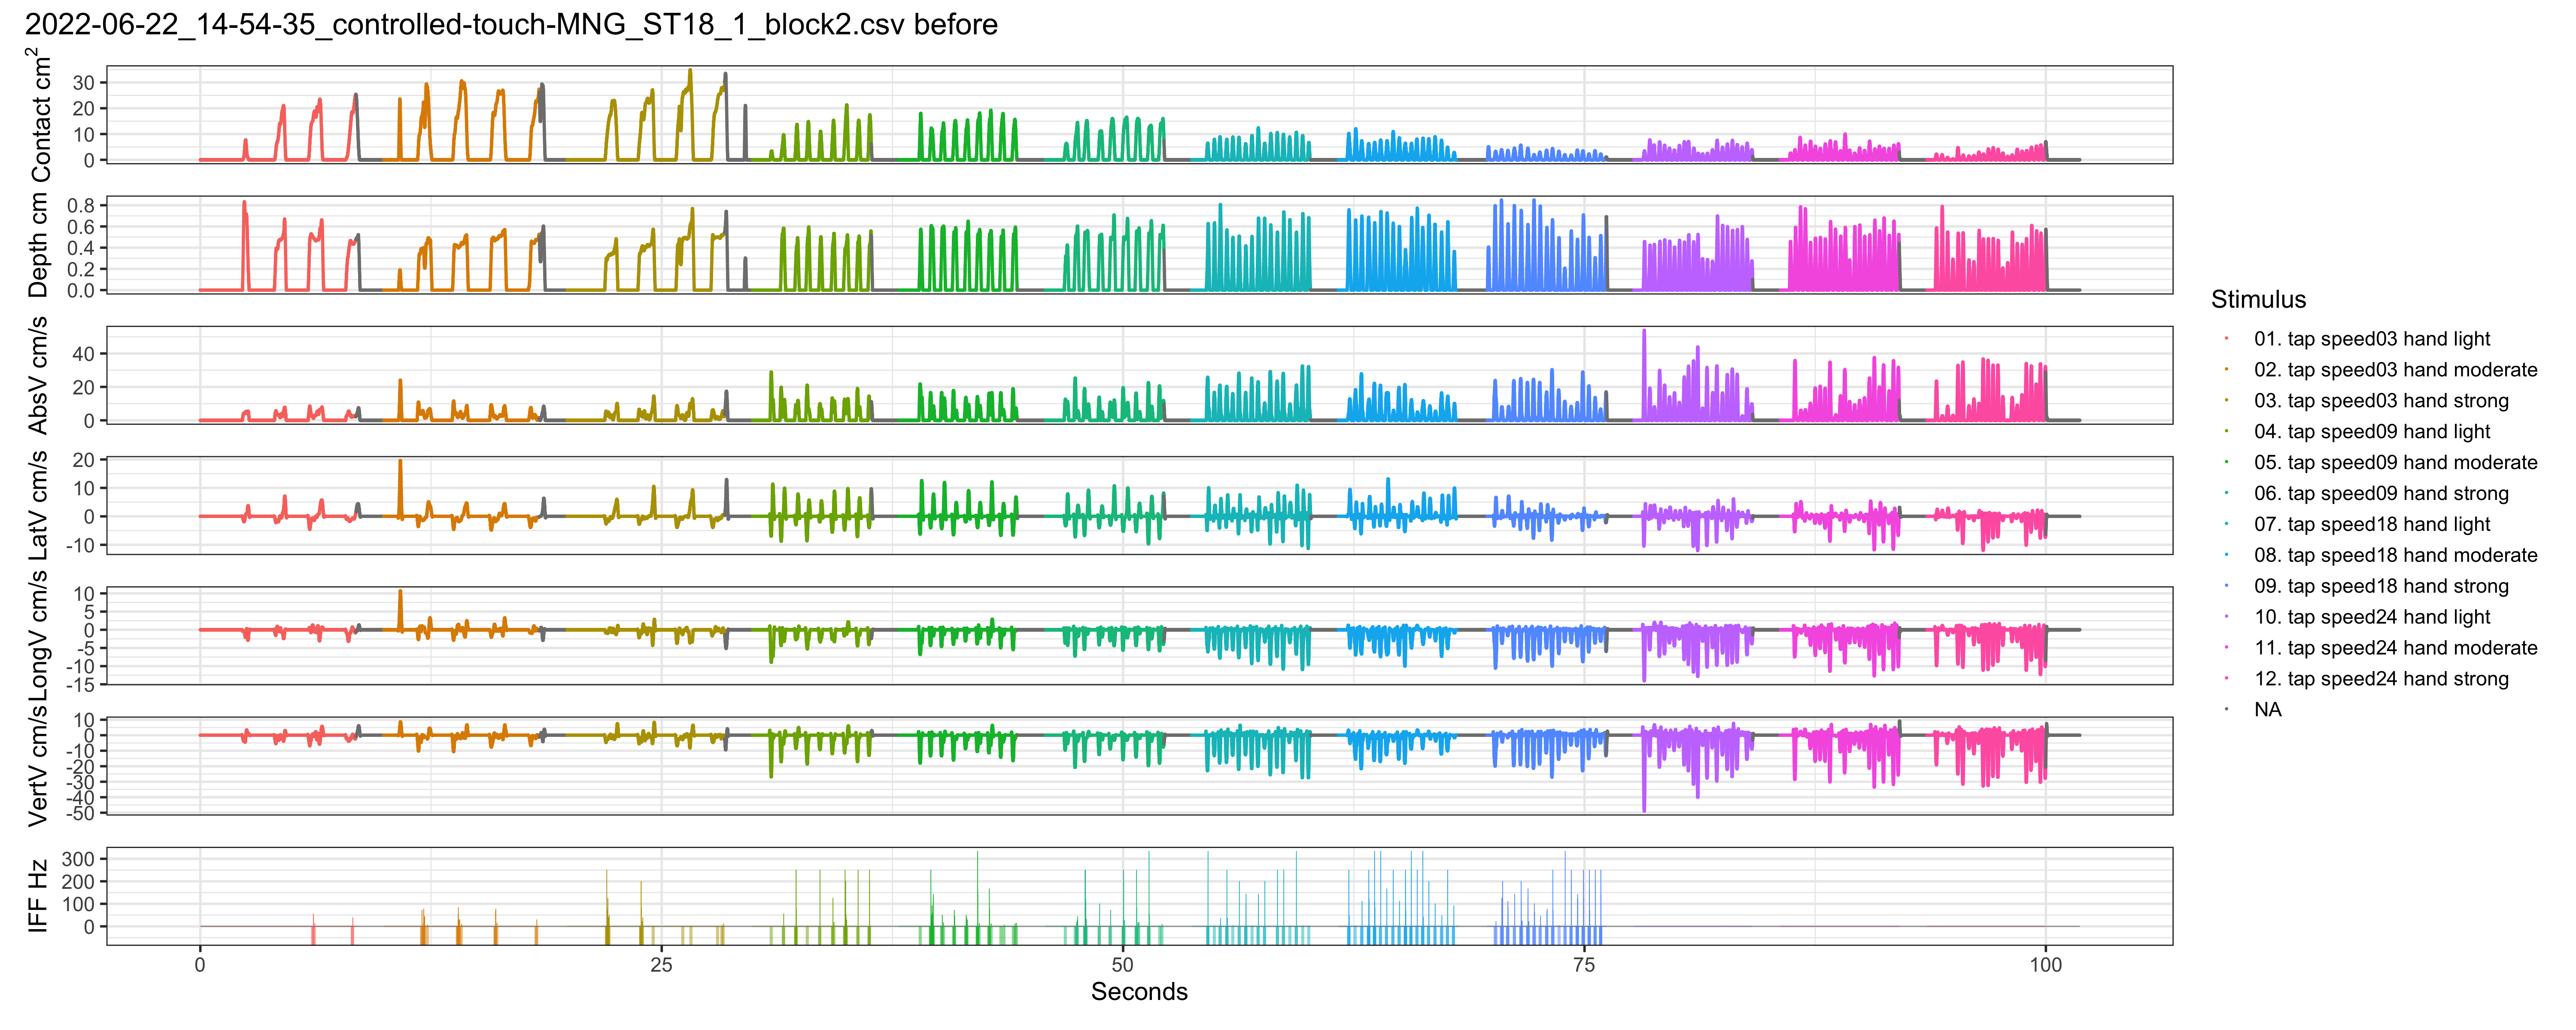 2022-06-22_14-54-35_controlled-touch-MNG_ST18_1_block2.csv before
Contact cm²
30
20
10
0
Depth cm
0.8
0.6
0.4
0.2
0.0
AbsV cm/s
40
20
0
LatV cm/s
20
10
0
-10
LongV cm/s
10
5
0
-5
-10
-15
VertV cm/s
10
0
-10
-20
-30
-40
-50
IFF Hz
300
200
100
0
0 25 50 75 100
Seconds
Stimulus
01. tap speed03 hand light
02. tap speed03 hand moderate
03. tap speed03 hand strong
04. tap speed09 hand light
05. tap speed09 hand moderate
06. tap speed09 hand strong
07. tap speed18 hand light
08. tap speed18 hand moderate
09. tap speed18 hand strong
10. tap speed24 hand light
11. tap speed24 hand moderate
12. tap speed24 hand strong
NA